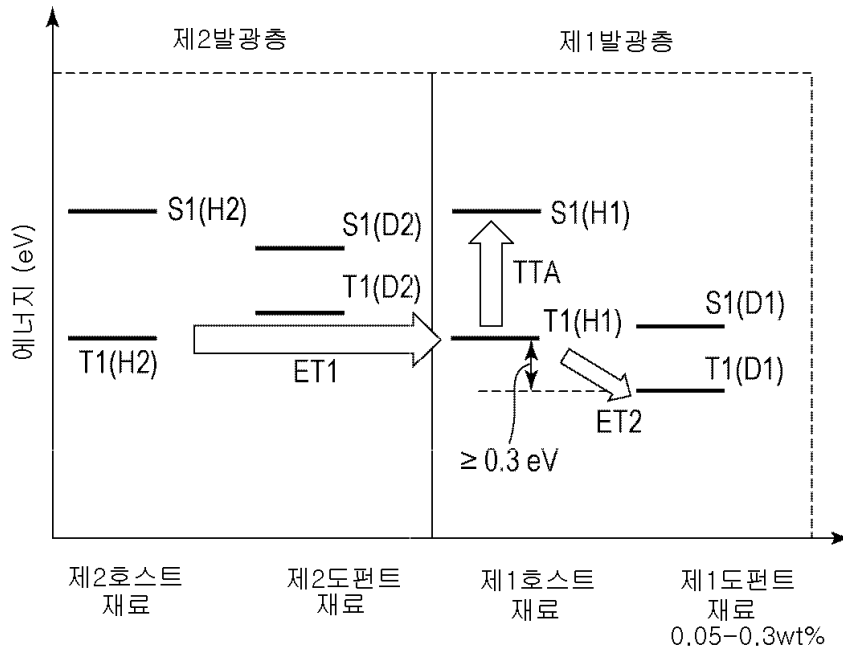 제2발광층
제1발광층
에너지 (eV)
S1(H2)
S1(D2)
T1(D2)
T1(H2)
ET1
S1(H1)
TTA
T1(H1)
S1(D1)
T1(D1)
ET2
≥ 0.3 eV
제2호스트
재료
제2도펀트
재료
제1호스트
재료
제1도펀트
재료
0.05-0.3wt%